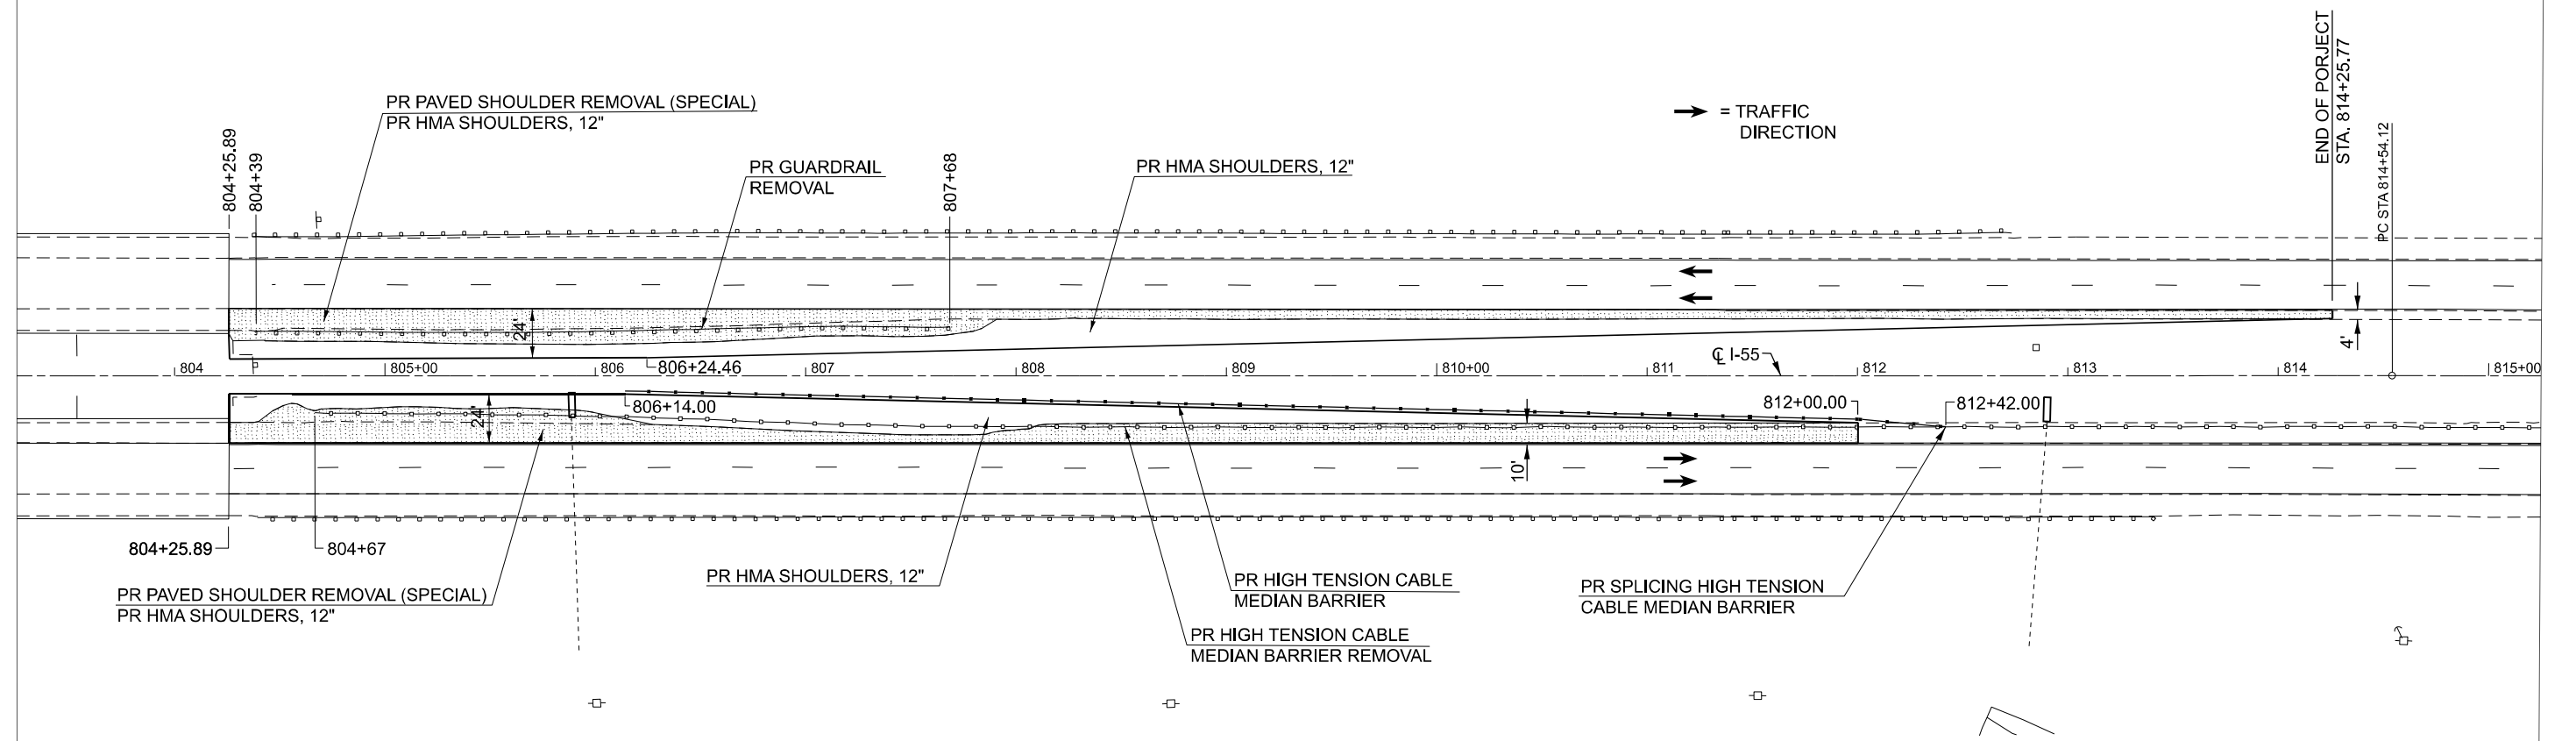 PR PAVED SHOULDER REMOVAL (SPECIAL)
PR HMA SHOULDERS, 12"
804+25.89
804+39
PR GUARDRAIL
REMOVAL
807+68
PR HMA SHOULDERS, 12"
= TRAFFIC
DIRECTION
END OF PORJECT
STA. 814+25.77
PC STA 814+54.12
24'
4'
804
805+00
806
806+24.46
807
808
809
810+00
811
℄ I-55
812
813
814
815+00
24'
806+14.00
812+00.00
812+42.00
10'
804+25.89
804+67
PR PAVED SHOULDER REMOVAL (SPECIAL)
PR HMA SHOULDERS, 12"
PR HMA SHOULDERS, 12"
PR HIGH TENSION CABLE
MEDIAN BARRIER
PR HIGH TENSION CABLE
MEDIAN BARRIER REMOVAL
PR SPLICING HIGH TENSION
CABLE MEDIAN BARRIER